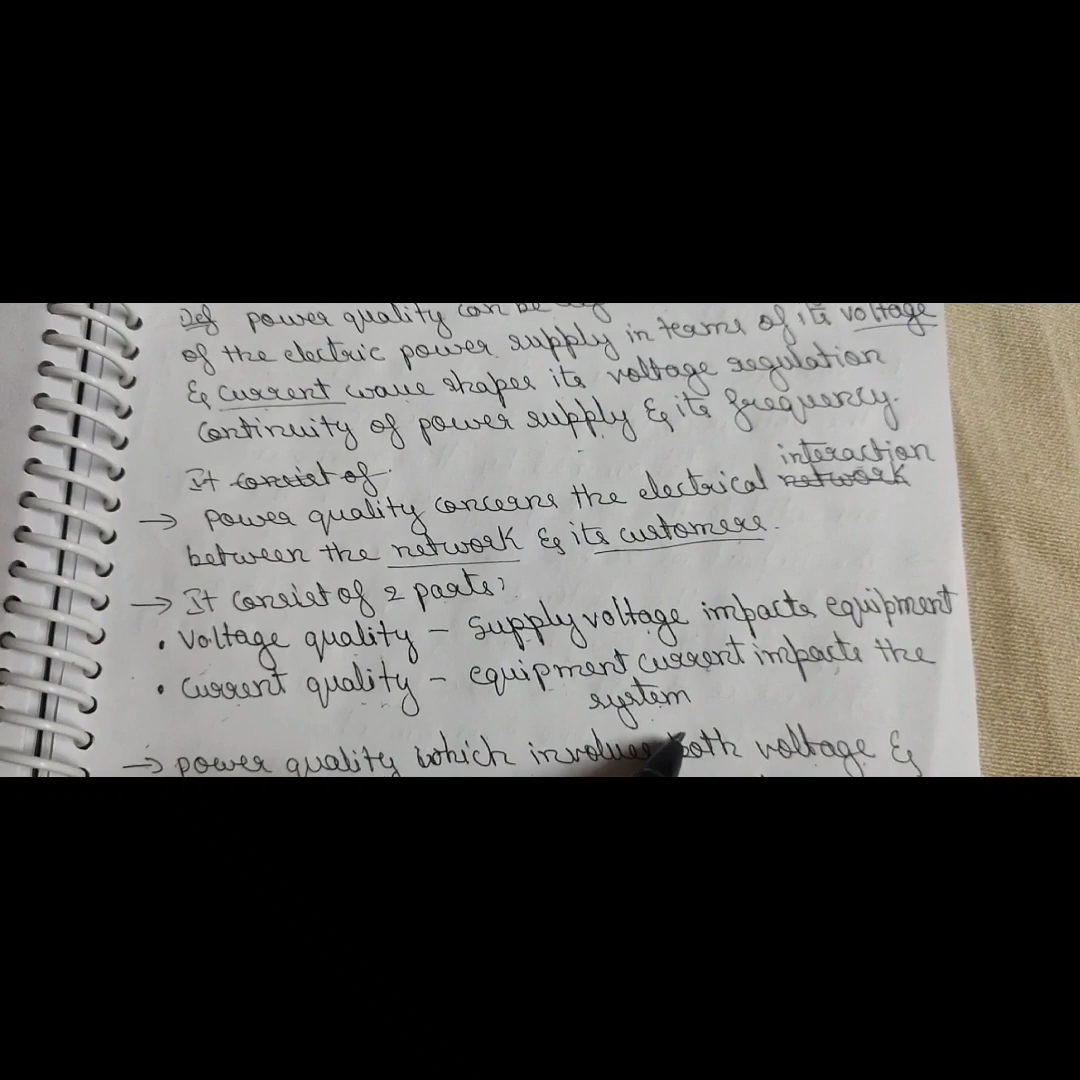 Def power quality can be
of the electric power supply in terms of its voltage
& current wave shapes its voltage regulation
continuity of power supply & its frequency.
It consist of.
interaction
→ power quality concerns the electrical network
between the network & its customers.
→ It consist of 2 parts:
• Voltage quality – supply voltage impacts equipment
• current quality – equipment current impacts the
system
→ power quality which involves both voltage &